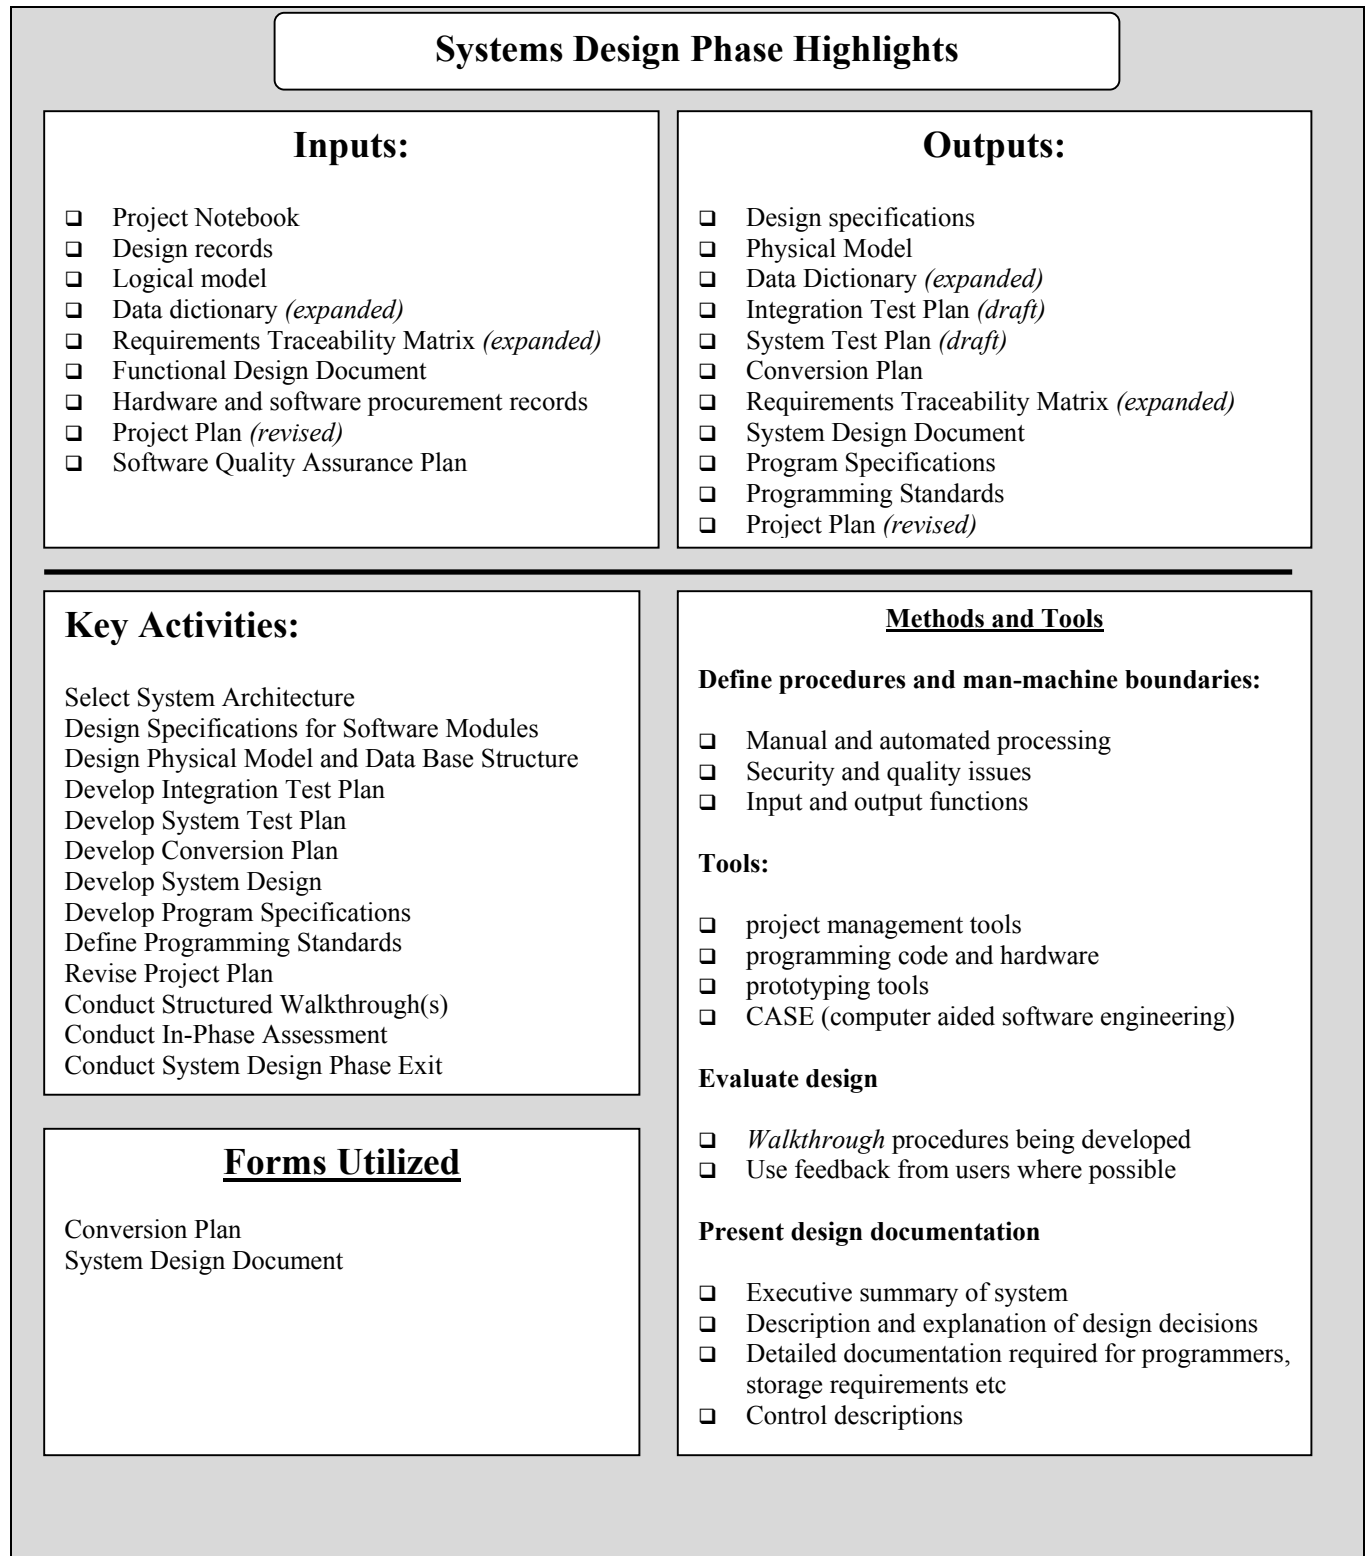 Systems Design Phase Highlights
Inputs:
❑ Project Notebook
❑ Design records
❑ Logical model
❑ Data dictionary (expanded)
❑ Requirements Traceability Matrix (expanded)
❑ Functional Design Document
❑ Hardware and software procurement records
❑ Project Plan (revised)
❑ Software Quality Assurance Plan
Outputs:
❑ Design specifications
❑ Physical Model
❑ Data Dictionary (expanded)
❑ Integration Test Plan (draft)
❑ System Test Plan (draft)
❑ Conversion Plan
❑ Requirements Traceability Matrix (expanded)
❑ System Design Document
❑ Program Specifications
❑ Programming Standards
❑ Project Plan (revised)
Key Activities:
Select System Architecture
Design Specifications for Software Modules
Design Physical Model and Data Base Structure
Develop Integration Test Plan
Develop System Test Plan
Develop Conversion Plan
Develop System Design
Develop Program Specifications
Define Programming Standards
Revise Project Plan
Conduct Structured Walkthrough(s)
Conduct In-Phase Assessment
Conduct System Design Phase Exit
Forms Utilized
Conversion Plan
System Design Document
Methods and Tools
Define procedures and man-machine boundaries:
❑ Manual and automated processing
❑ Security and quality issues
❑ Input and output functions
Tools:
❑ project management tools
❑ programming code and hardware
❑ prototyping tools
❑ CASE (computer aided software engineering)
Evaluate design
❑ Walkthrough procedures being developed
❑ Use feedback from users where possible
Present design documentation
❑ Executive summary of system
❑ Description and explanation of design decisions
❑ Detailed documentation required for programmers,
storage requirements etc
❑ Control descriptions